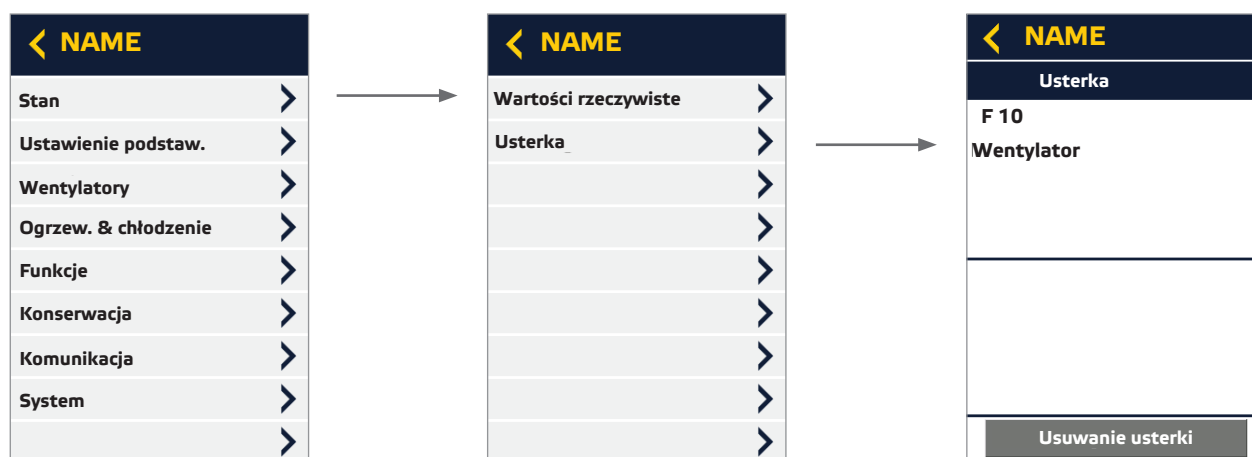 NAME
Stan
Ustawienie podstaw.
Wentylatory
Ogrzew. & chłodzenie
Funkcje
Konserwacja
Komunikacja
System
NAME
Wartości rzeczywiste
Usterka
NAME
Usterka
F 10
Wentylator
Usuwanie usterki